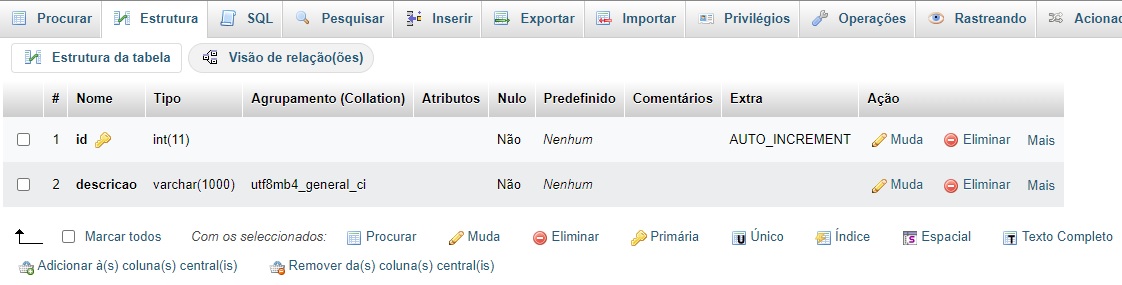 Procurar Estrutura SQL Pesquisar Inserir Exportar Importar Privilégios Operações Rastreando
Estrutura da tabela Visão de relação(ões)
# Nome Tipo Agrupamento (Collation) Atributos Nulo Predefinido Comentários Extra Ação
1 id int(11) Não Nenhum AUTO_INCREMENT Muda Eliminar Mais
2 descricao varchar(1000) utf8mb4_general_ci Não Nenhum Muda Eliminar Mais
Marcar todos Com os seleccionados: Procurar Muda Eliminar Primária Único Índice Espacial Texto Completo
Adicionar à(s) coluna(s) central(is) Remover da(s) coluna(s) central(is)